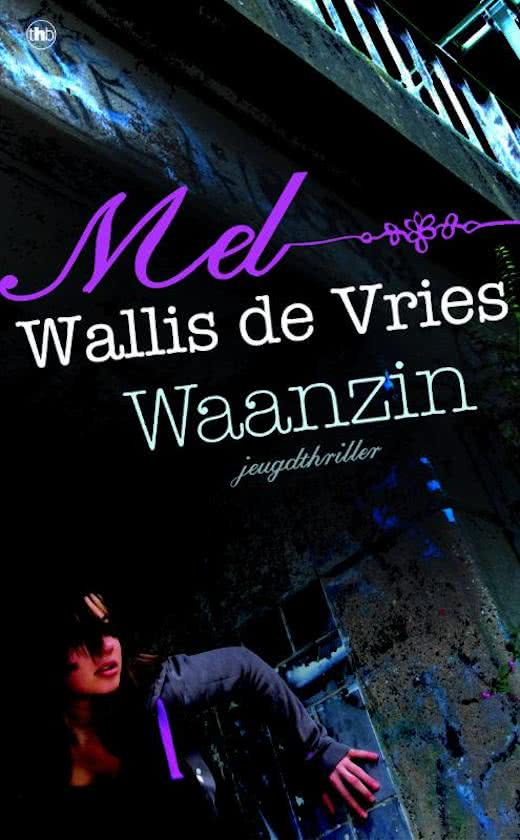 thb
Mel
Wallis de Vries
Waanzin
jeugdthriller